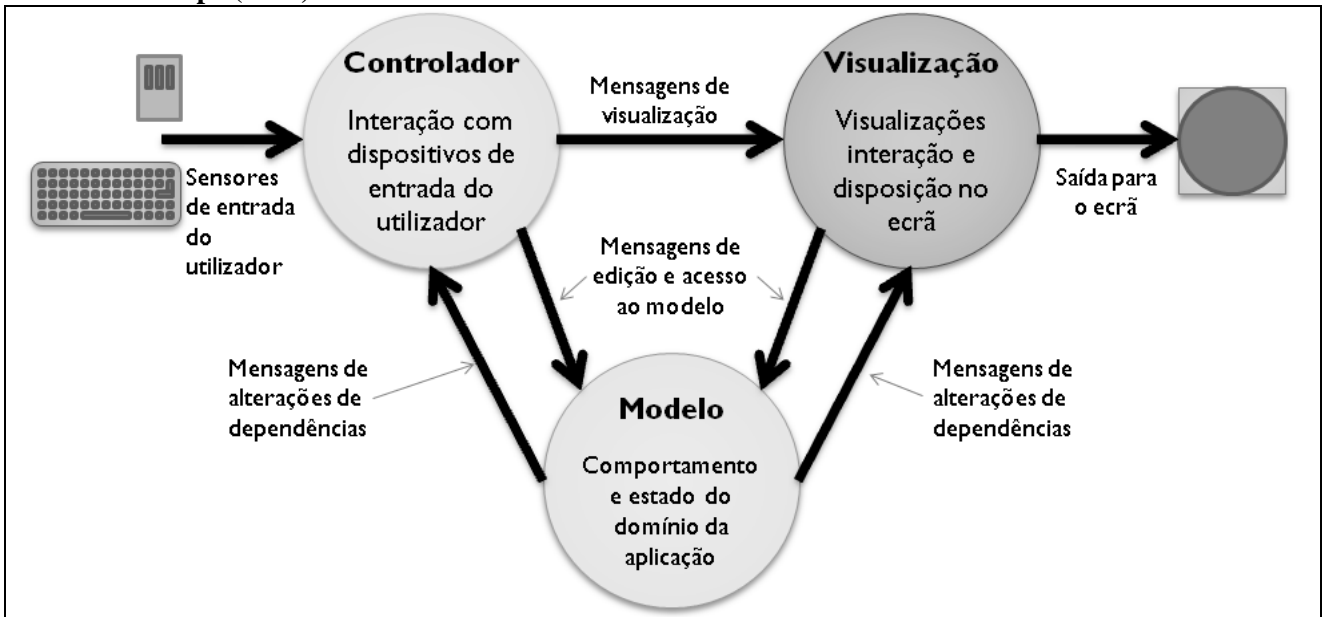 Controlador
Interação com
dispositivos de
entrada do
utilizador
Mensagens de
visualização
Visualização
Visualizações
interação e
disposição no
ecrã
Sensores
de entrada
do
utilizador
Saída para
o ecrã
Mensagens de
edição e acesso
ao modelo
Mensagens de
alterações de
dependências
Mensagens de
alterações de
dependências
Modelo
Comportamento
e estado do
domínio da
aplicação